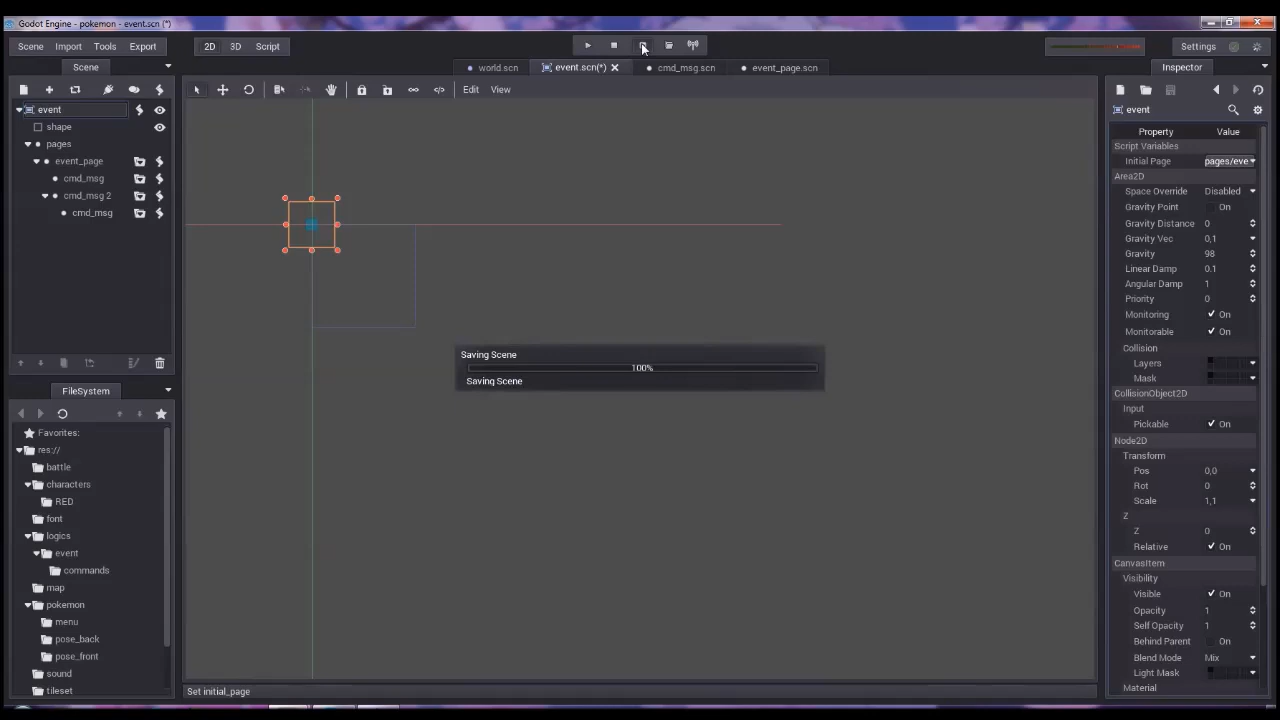 Godot Engine - pokemon - event.scn (*)
Scene Import Tools Export
2D 3D Script
Settings
Scene
world.scn event.scn(*) cmd_msg.scn event_page.scn
Inspector
Edit View
event
shape
pages
event_page
cmd_msg
cmd_msg 2
cmd_msg
Saving Scene
100%
Saving Scene
FileSystem
Favorites:
res://
battle
characters
RED
font
logics
event
commands
map
pokemon
menu
pose_back
pose_front
sound
tileset
Set initial_page
event
Property Value
Script Variables
Initial Page pages/eve
Area2D
Space Override Disabled
Gravity Point On
Gravity Distance 0
Gravity Vec 0,1
Gravity 98
Linear Damp 0.1
Angular Damp 1
Priority 0
Monitoring On
Monitorable On
Collision
Layers
Mask
CollisionObject2D
Input
Pickable On
Node2D
Transform
Pos 0,0
Rot 0
Scale 1,1
Z
Z 0
Relative On
CanvasItem
Visibility
Visible On
Opacity 1
Self Opacity 1
Behind Parent On
Blend Mode Mix
Light Mask
Material